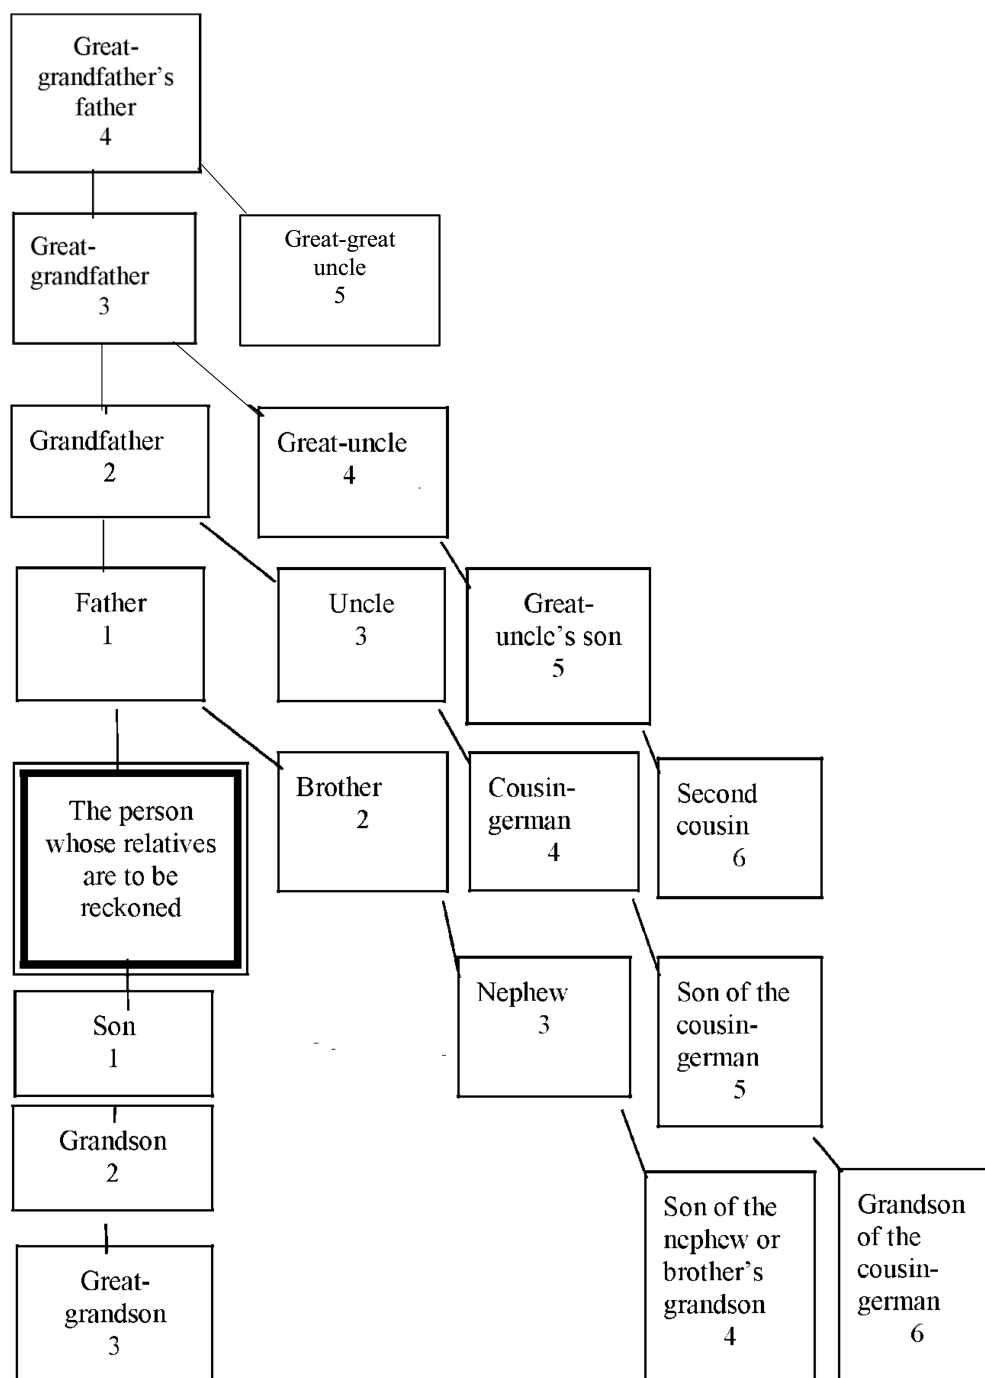 Great-
grandfather's
father
4
Great-
grandfather
3
Great-great
uncle
5
Grandfather
2
Great-uncle
4
Father
1
Uncle
3
Great-
uncle's son
5
The person
whose relatives
are to be
reckoned
Brother
2
Cousin-
german
4
Second
cousin
6
Son
1
Nephew
3
Son of the
cousin-
german
5
Grandson
2
Son of the
nephew or
brother's
grandson
4
Grandson
of the
cousin-
german
6
Great-
grandson
3